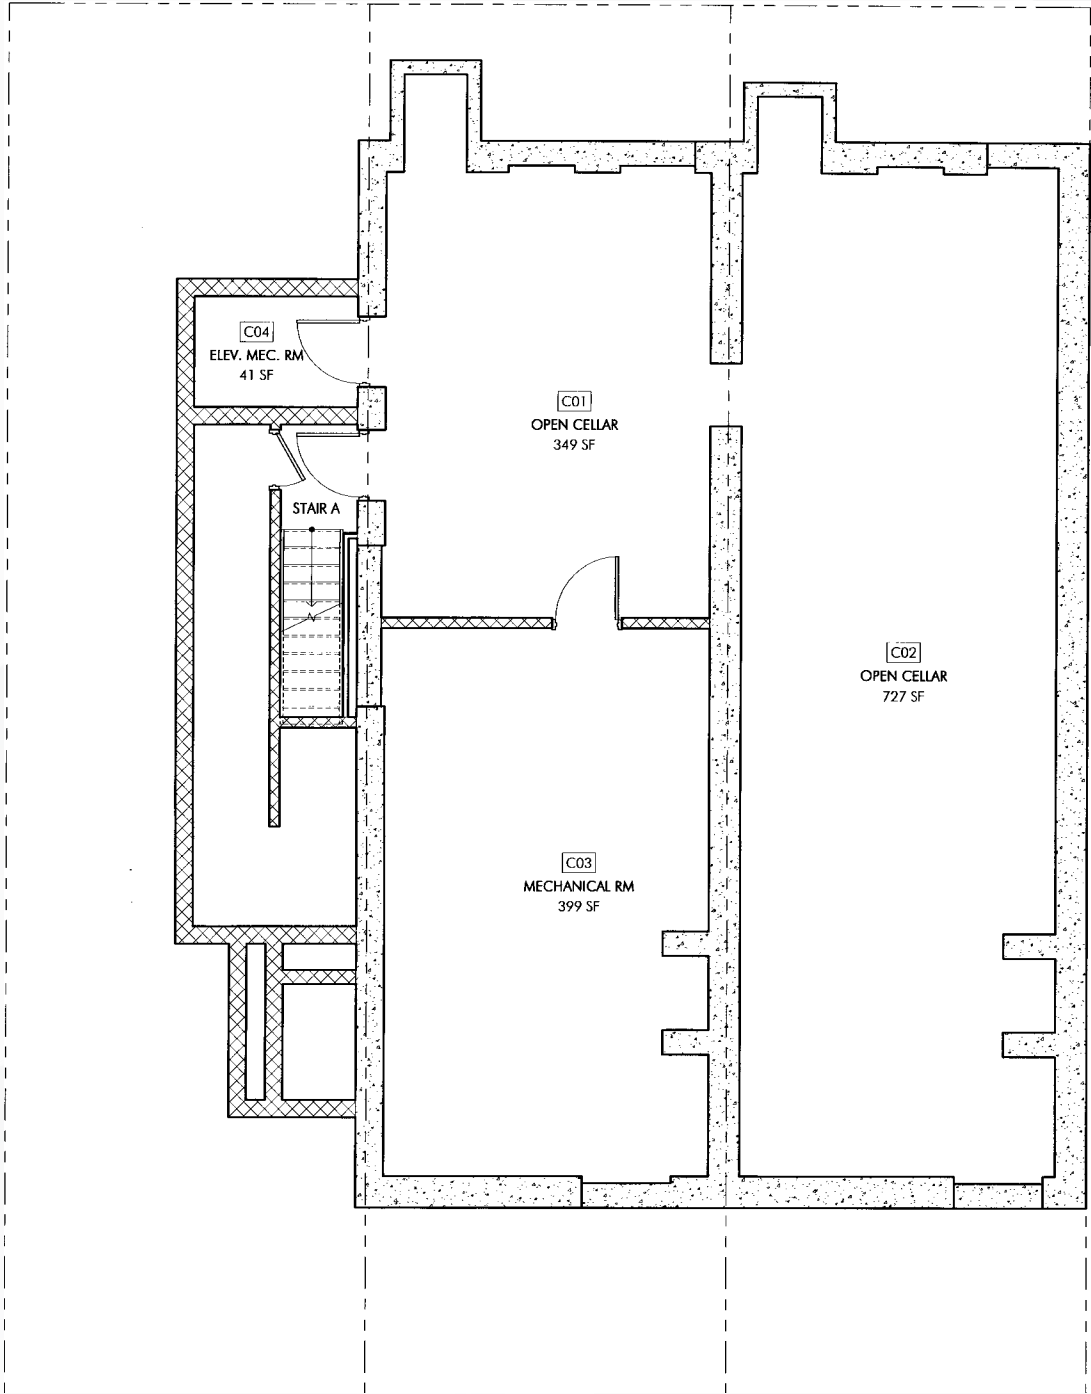 C04
ELEV. MEC. RM
41 SF
C01
OPEN CELLAR
349 SF
STAIR A
C02
OPEN CELLAR
727 SF
C03
MECHANICAL RM
399 SF